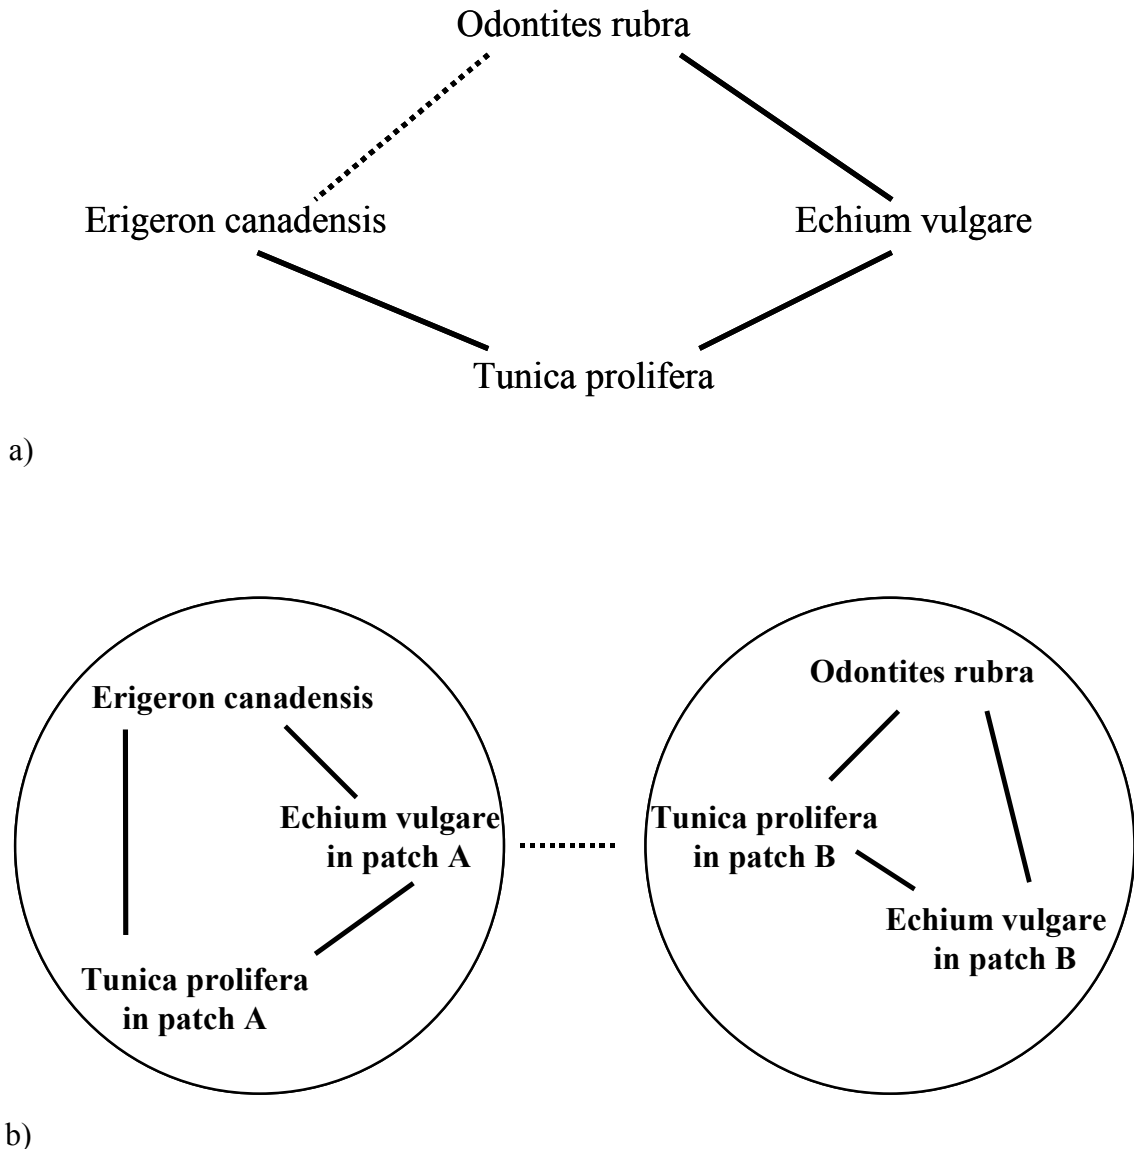 Odontites rubra
Erigeron canadensis
Echium vulgare
Tunica prolifera
a)
Erigeron canadensis
Echium vulgare
in patch A
Tunica prolifera
in patch A
Odontites rubra
Tunica prolifera
in patch B
Echium vulgare
in patch B
b)